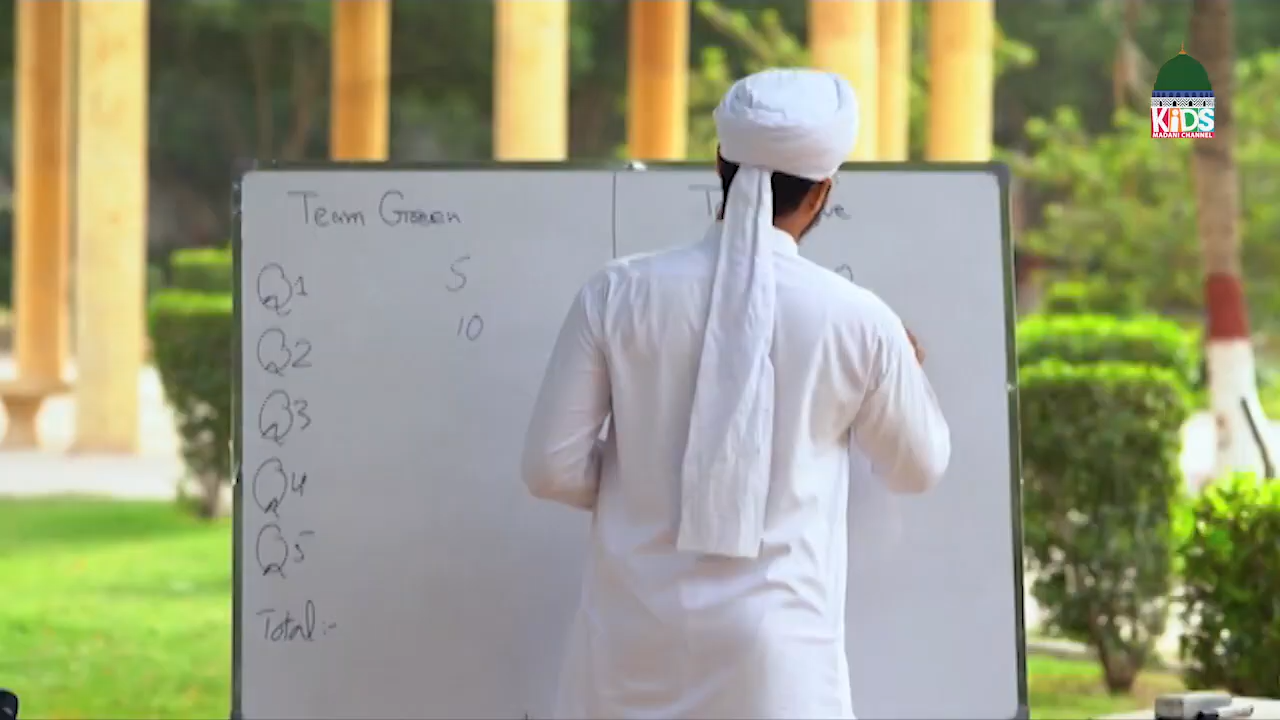 KiDS
MADANI CHANNEL
Team Green
Q1 5
Q2 10
Q3
Q4
Q5
Total:-